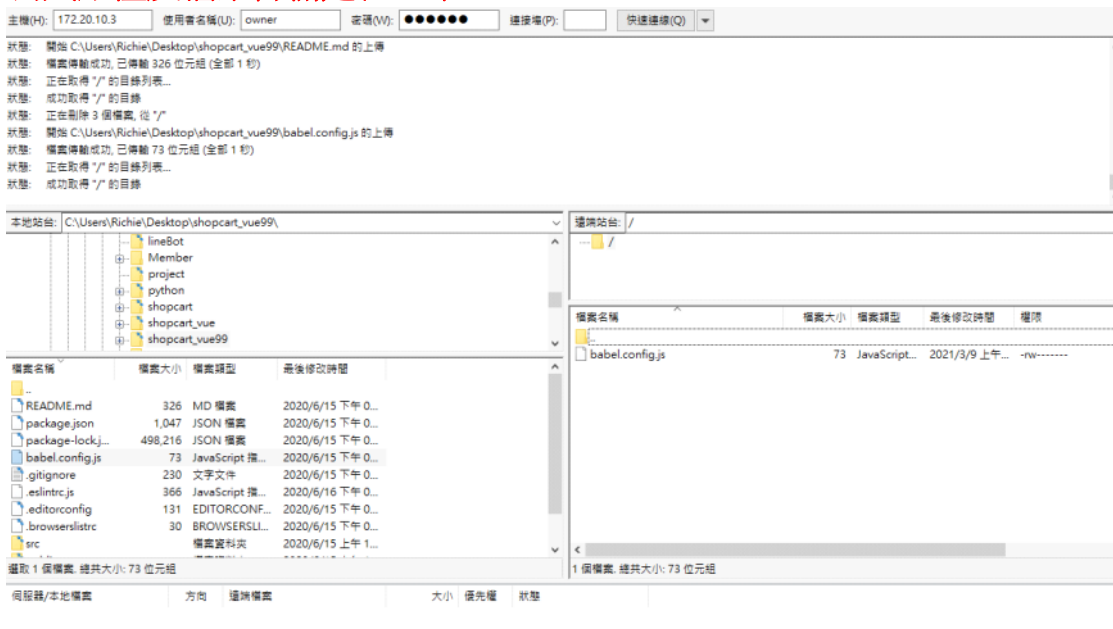 主機(H): 172.20.10.3 使用者名稱(U): owner 密碼(W): ●●●●●● 連接埠(P): 快速連線(Q)
狀態: 開始 C:\Users\Richie\Desktop\shopcart_vue99\README.md 的上傳
狀態: 檔案傳輸成功, 已傳輸 326 位元組 (全部 1 秒)
狀態: 正在取得 "/" 的目錄列表...
狀態: 成功取得 "/" 的目錄
狀態: 正在刪除 3 個檔案, 從 "/"
狀態: 開始 C:\Users\Richie\Desktop\shopcart_vue99\babel.config.js 的上傳
狀態: 檔案傳輸成功, 已傳輸 73 位元組 (全部 1 秒)
狀態: 正在取得 "/" 的目錄列表...
狀態: 成功取得 "/" 的目錄
本地站台: C:\Users\Richie\Desktop\shopcart_vue99\
lineBot
Member
project
python
shopcart
shopcart_vue
shopcart_vue99
遠端站台: /
/
檔案名稱 檔案大小 檔案類型 最後修改時間
..
README.md 326 MD 檔案 2020/6/15 下午 0...
package.json 1,047 JSON 檔案 2020/6/15 下午 0...
package-lock.j... 498,216 JSON 檔案 2020/6/15 下午 0...
babel.config.js 73 JavaScript 描... 2020/6/15 下午 0...
.gitignore 230 文字文件 2020/6/15 下午 0...
.eslintrc.js 366 JavaScript 描... 2020/6/16 下午 0...
.editorconfig 131 EDITORCONF... 2020/6/15 下午 0...
.browserslistrc 30 BROWSERSLI... 2020/6/15 下午 0...
src 檔案資料夾 2020/6/15 上午 1...
選取 1 個檔案. 總共大小: 73 位元組
檔案名稱 檔案大小 檔案類型 最後修改時間 權限
..
babel.config.js 73 JavaScript... 2021/3/9 上午... -rw-------
1 個檔案. 總共大小: 73 位元組
伺服器/本地檔案 方向 遠端檔案 大小 優先權 狀態